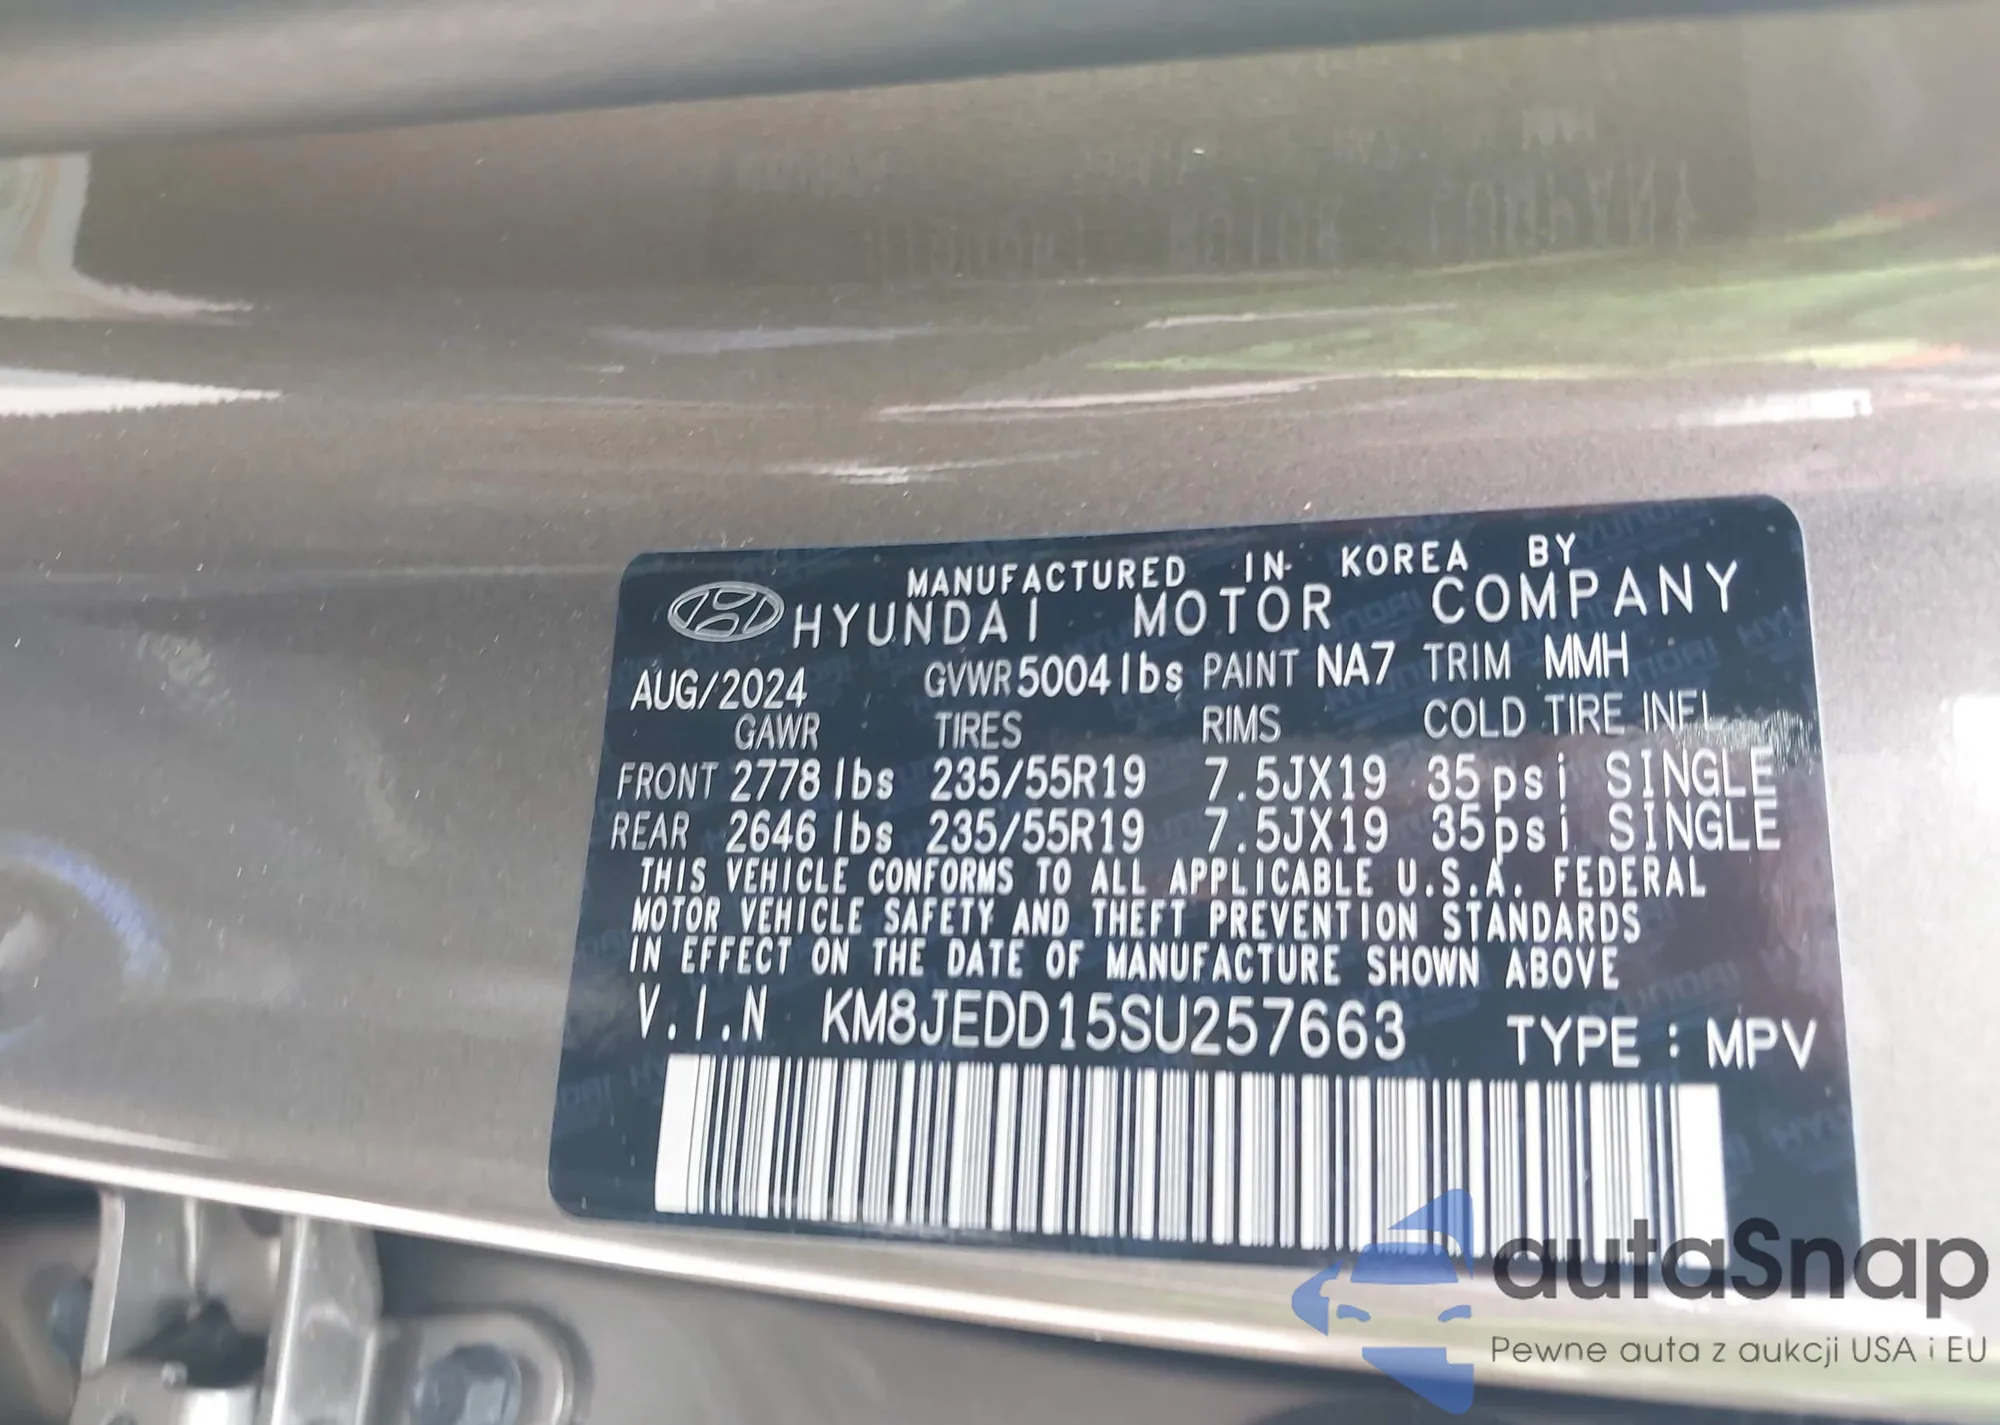 MANUFACTURED IN KOREA BY
HYUNDAI MOTOR COMPANY
AUG/2024 GVWR 5004lbs PAINT NA7 TRIM MMH
GAWR TIRES RIMS COLD TIRE INFL
FRONT 2778 lbs 235/55R19 7.5JX19 35psi SINGLE
REAR 2646 lbs 235/55R19 7.5JX19 35psi SINGLE
THIS VEHICLE CONFORMS TO ALL APPLICABLE U.S.A. FEDERAL
MOTOR VEHICLE SAFETY AND THEFT PREVENTION STANDARDS
IN EFFECT ON THE DATE OF MANUFACTURE SHOWN ABOVE
V.I.N KM8JEDD15SU257663 TYPE : MPV
autaSnap
Pewne auta z aukcji USA i EU